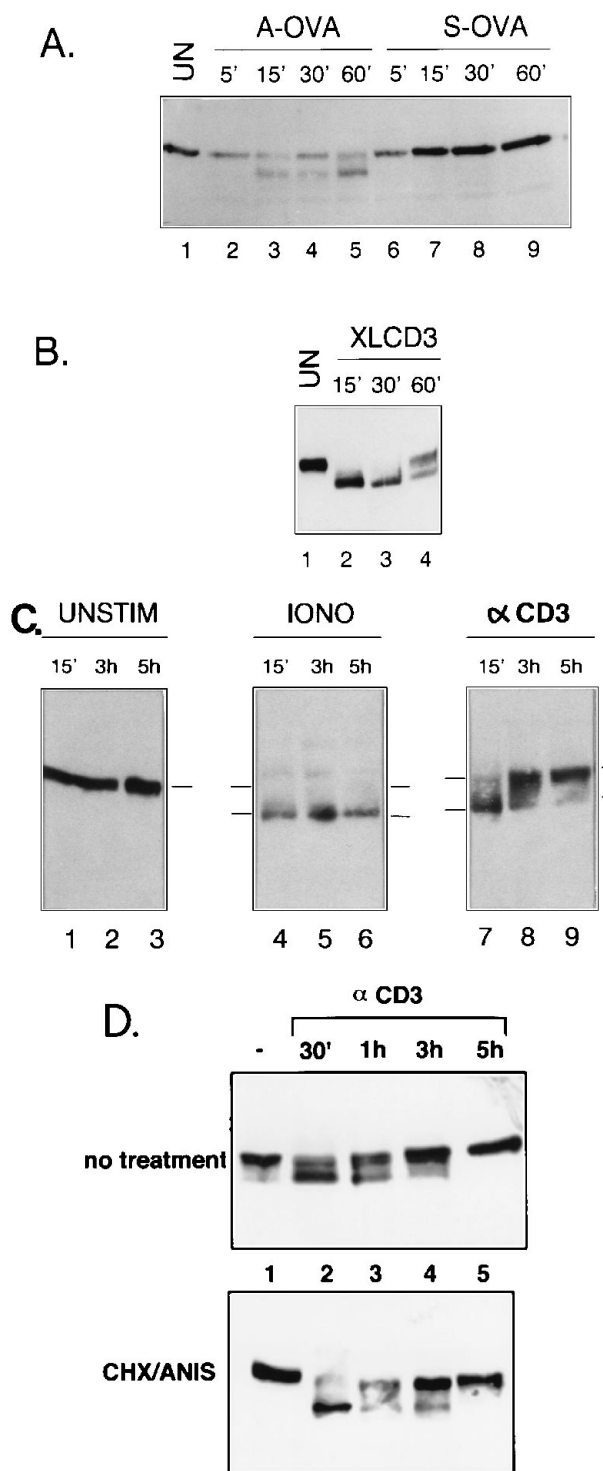 A.
A-OVA S-OVA
UN 5' 15' 30' 60' 5' 15' 30' 60'
1 2 3 4 5 6 7 8 9
B.
XLCD3
UN 15' 30' 60'
1 2 3 4
C. UNSTIM IONO α CD3
15' 3h 5h 15' 3h 5h 15' 3h 5h
1 2 3 4 5 6 7 8 9
D.
α CD3
- 30' 1h 3h 5h
no treatment
1 2 3 4 5
CHX/ANIS